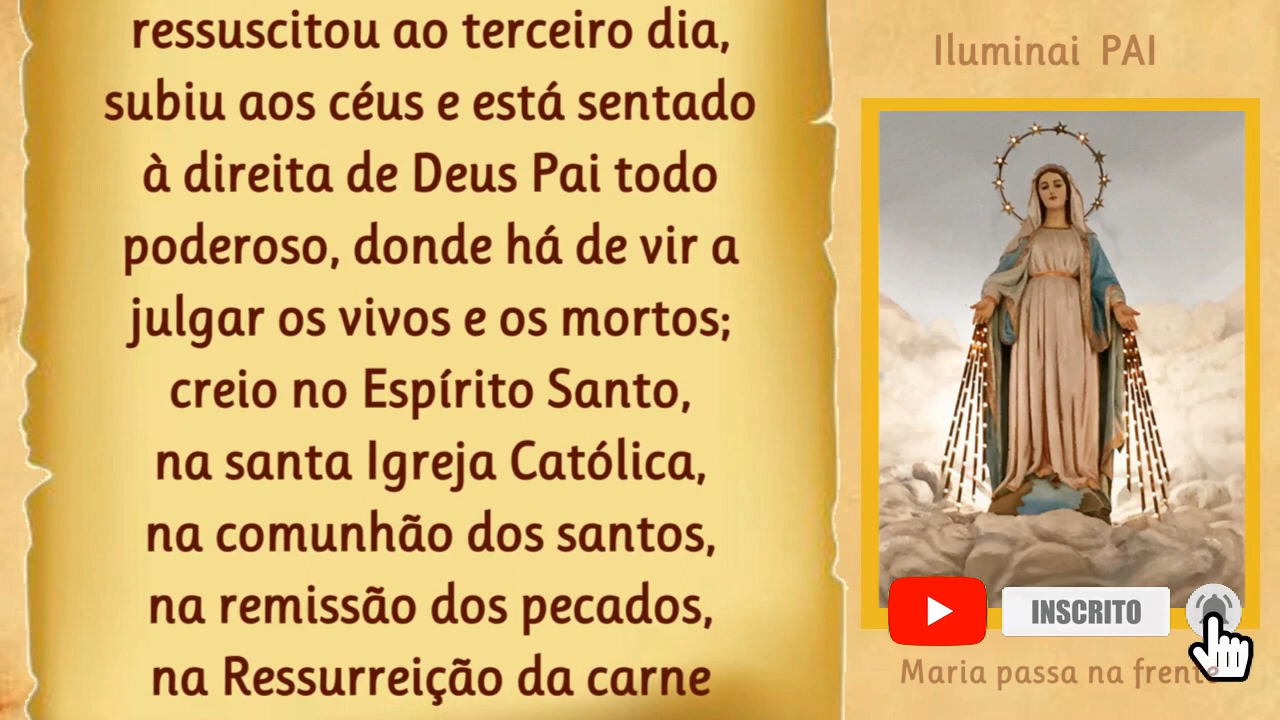 ressuscitou ao terceiro dia,
subiu aos céus e está sentado
à direita de Deus Pai todo
poderoso, donde há de vir a
julgar os vivos e os mortos;
creio no Espírito Santo,
na santa Igreja Católica,
na comunhão dos santos,
na remissão dos pecados,
na Ressurreição da carne
Iluminai PAI
INSCRITO
Maria passa na frente